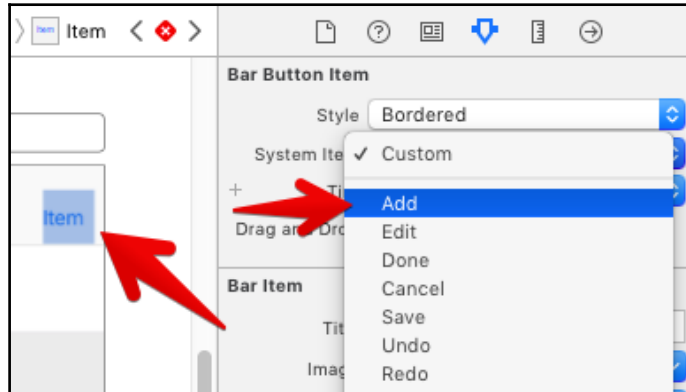 Item
Bar Button Item
Style Bordered
System Ite ✓ Custom
+
Add
Item
Edit
Drag and Dro
Done
Bar Item
Cancel
Save
Tit
Undo
Imag
Redo